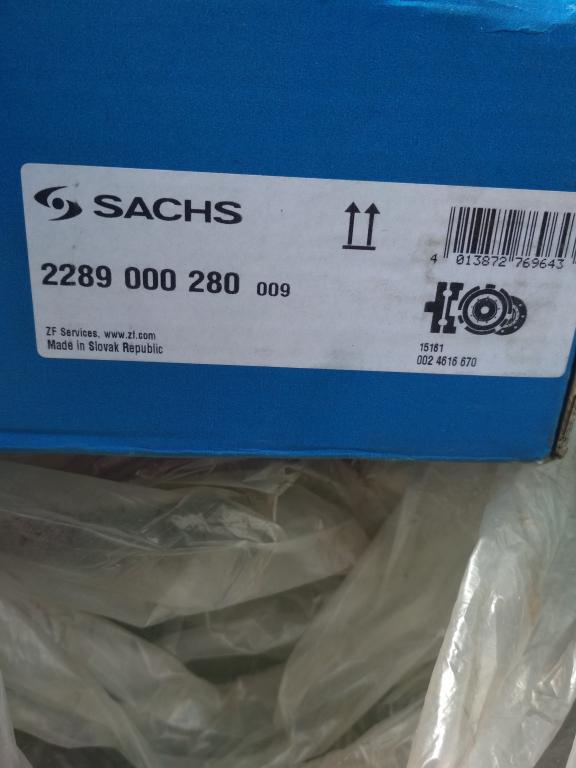 SACHS
4 013872 769643
2289 000 280 009
ZF Services, www.zf.com
Made in Slovak Republic
15161
002 4616 670